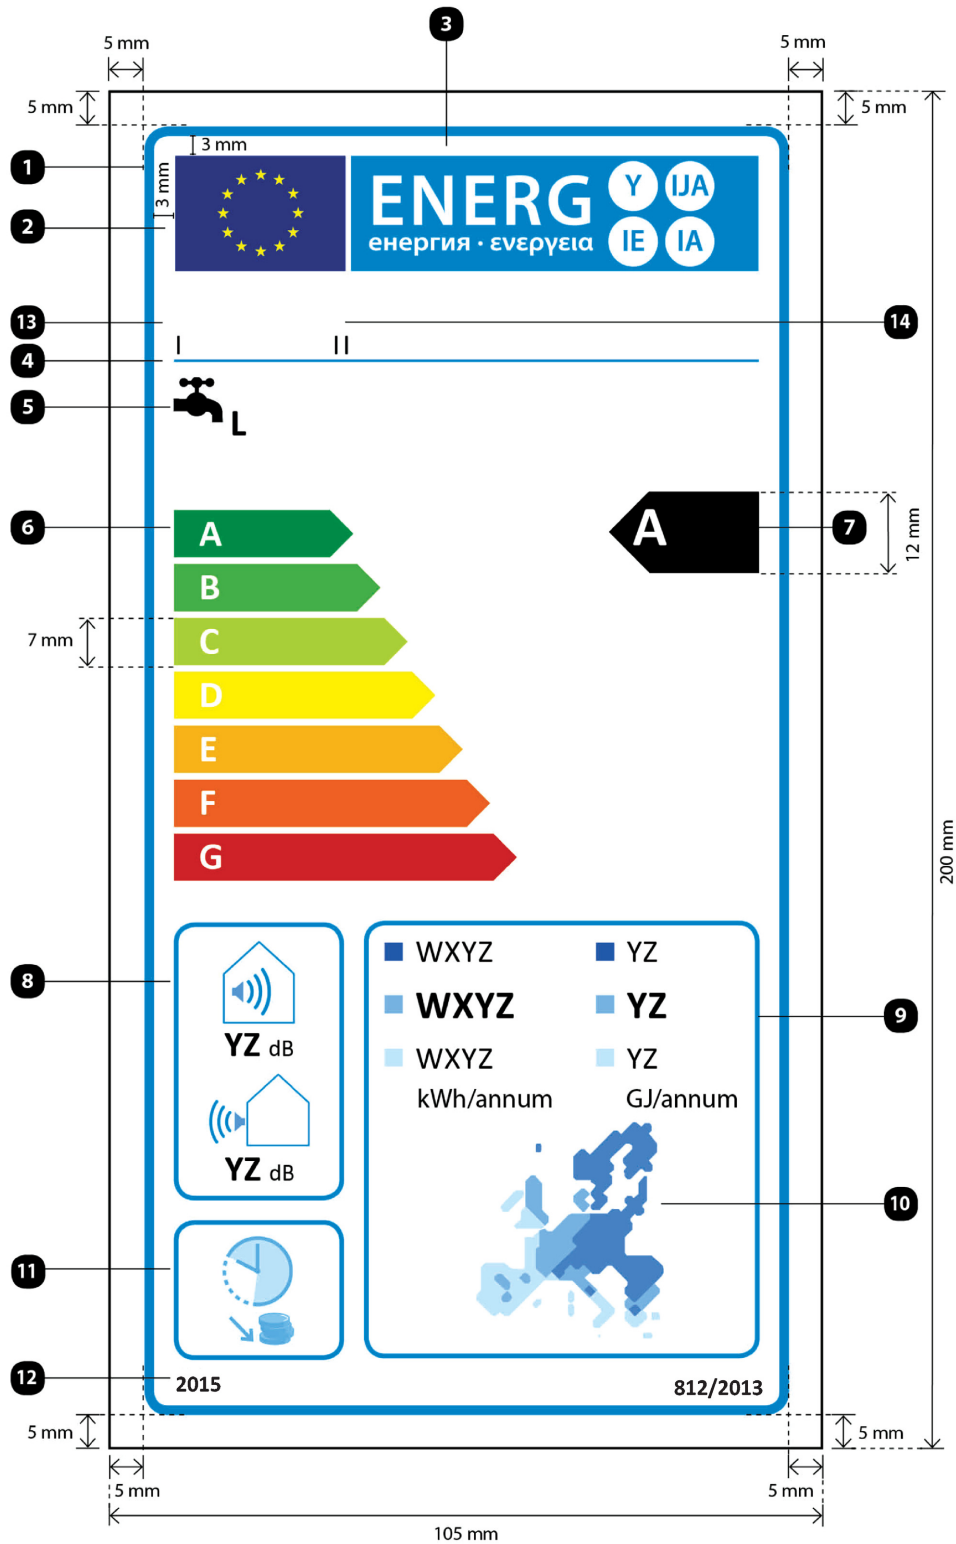 3
5 mm
5 mm
5 mm
5 mm
3 mm
1
3 mm
2
ENERG
Y
IJA
IE
IA
енергия · ενεργεια
13
14
4
5
L
6
A
A
7
12 mm
B
7 mm
C
D
E
F
G
200 mm
8
YZ dB
YZ dB
WXYZ
YZ
WXYZ
YZ
WXYZ
YZ
kWh/annum
GJ/annum
9
10
11
12
2015
812/2013
5 mm
5 mm
5 mm
5 mm
105 mm